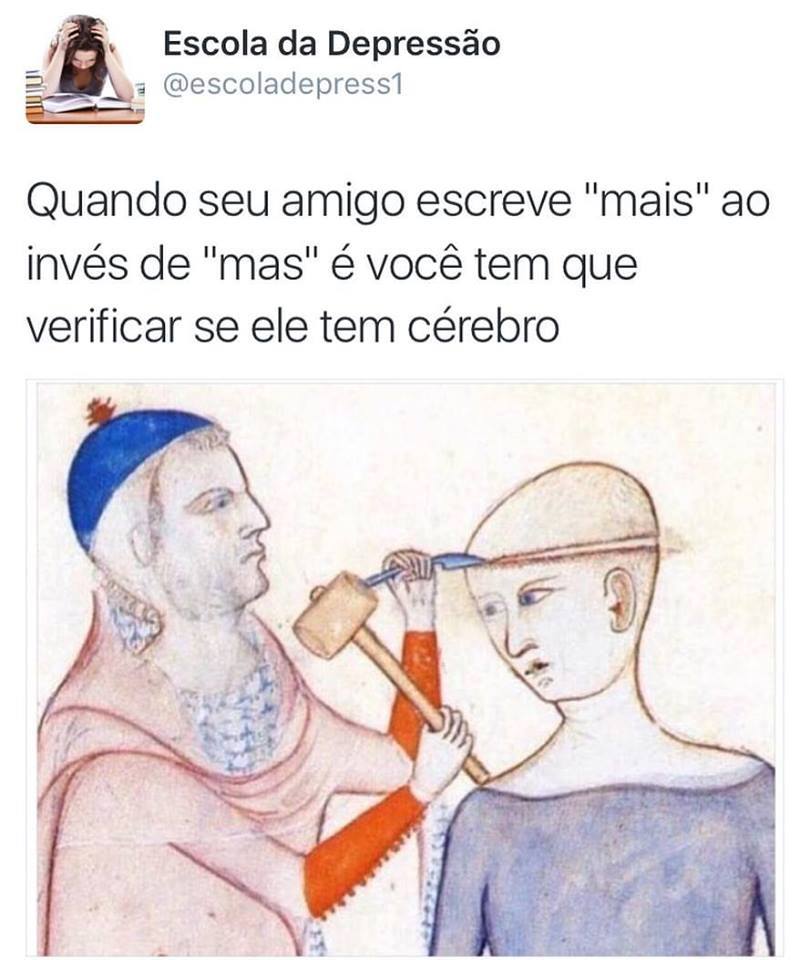 Escola da Depressão
@escoladepress1
Quando seu amigo escreve "mais" ao
invés de "mas" é você tem que
verificar se ele tem cérebro